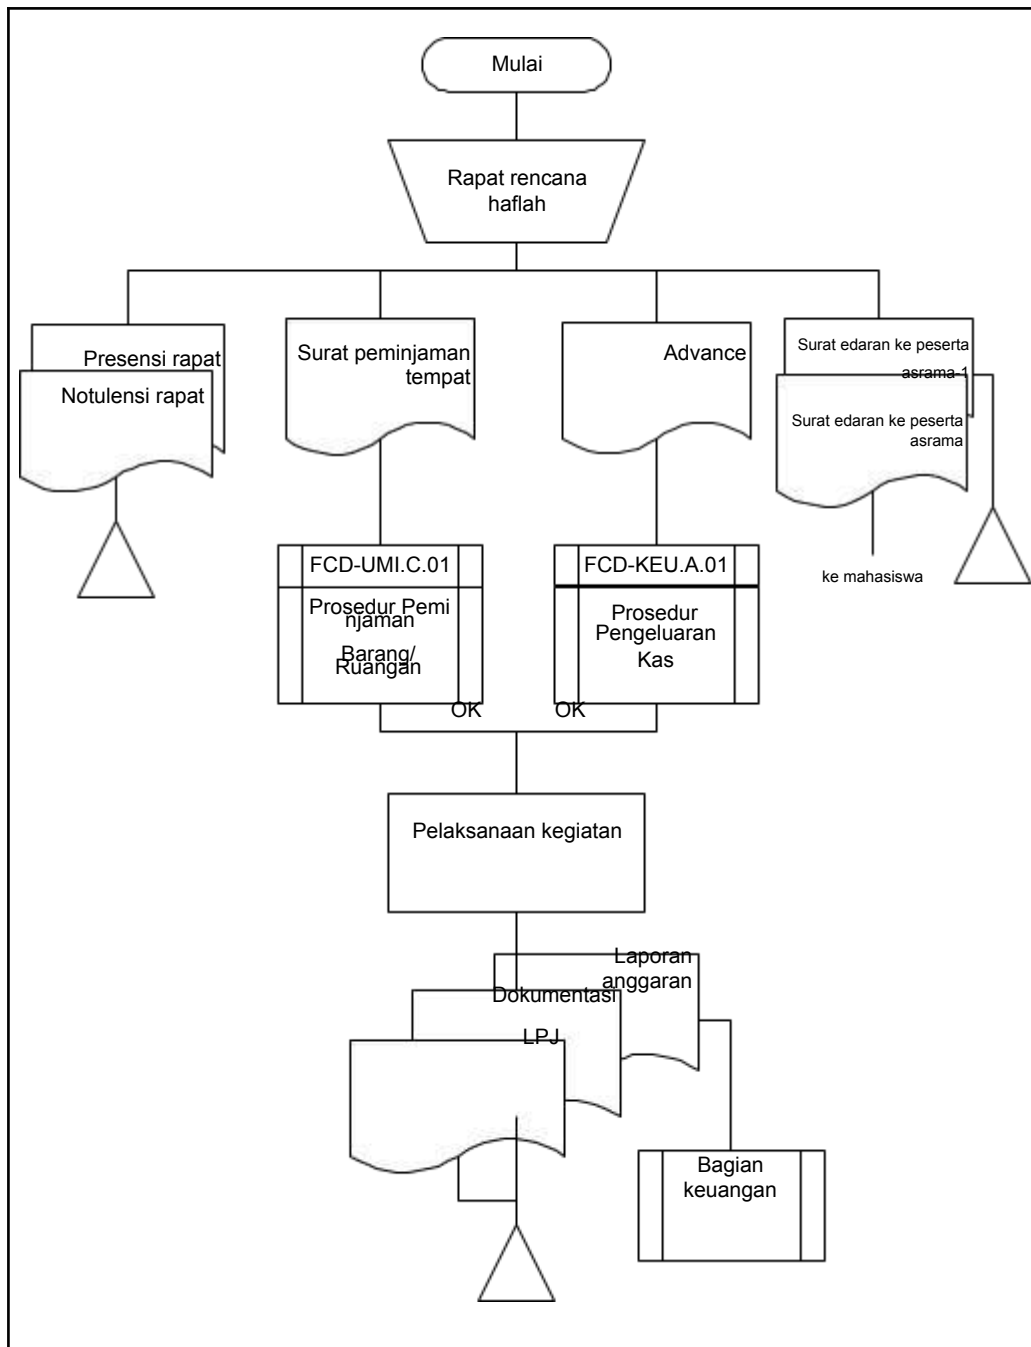 Mulai
Rapat rencana
haflah
Presensi rapat
Notulensi rapat
Surat peminjaman
tempat
Advance
Surat edaran ke peserta
asrama-1
Surat edaran ke peserta
asrama
FCD-UMI.C.01
Prosedur Pemi
njaman
Barang/
Ruangan
OK
FCD-KEU.A.01
Prosedur
Pengeluaran
Kas
OK
ke mahasiswa
Pelaksanaan kegiatan
Laporan
anggaran
Dokumentasi
LPJ
Bagian
keuangan